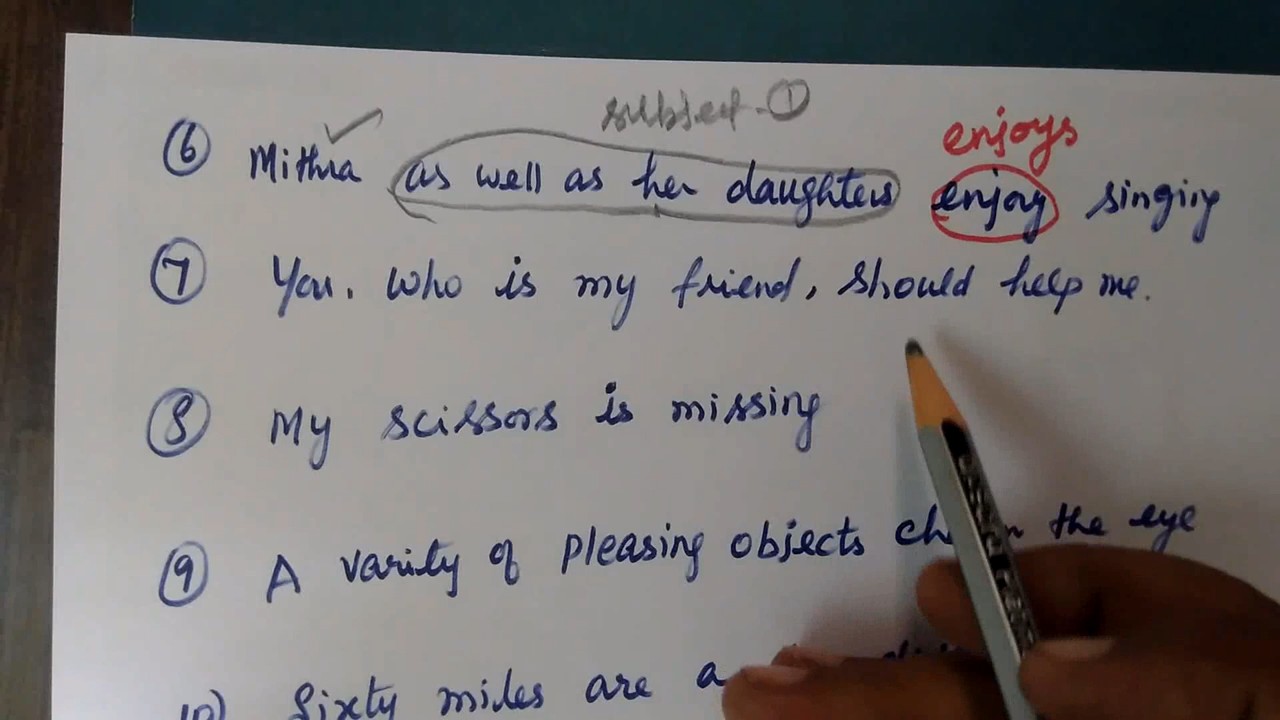 subject - ①
enjoys
⑥ Mithra as well as her daughters enjoy singing
⑦ You, who is my friend, should help me.
⑧ My scissors is missing
⑨ A varity of pleasing objects the eye
10) Sixty miles are a